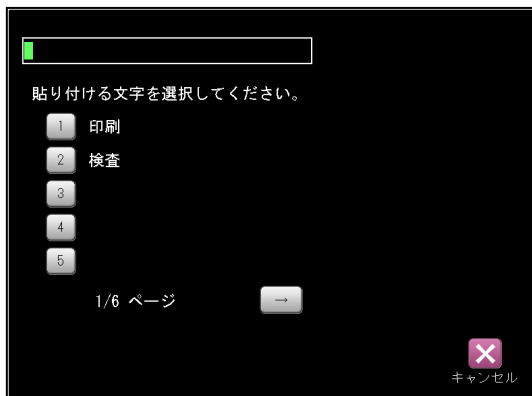 貼り付ける文字を選択してください。
1 印刷
2 検査
3
4
5
1/6 ページ →
キャンセル